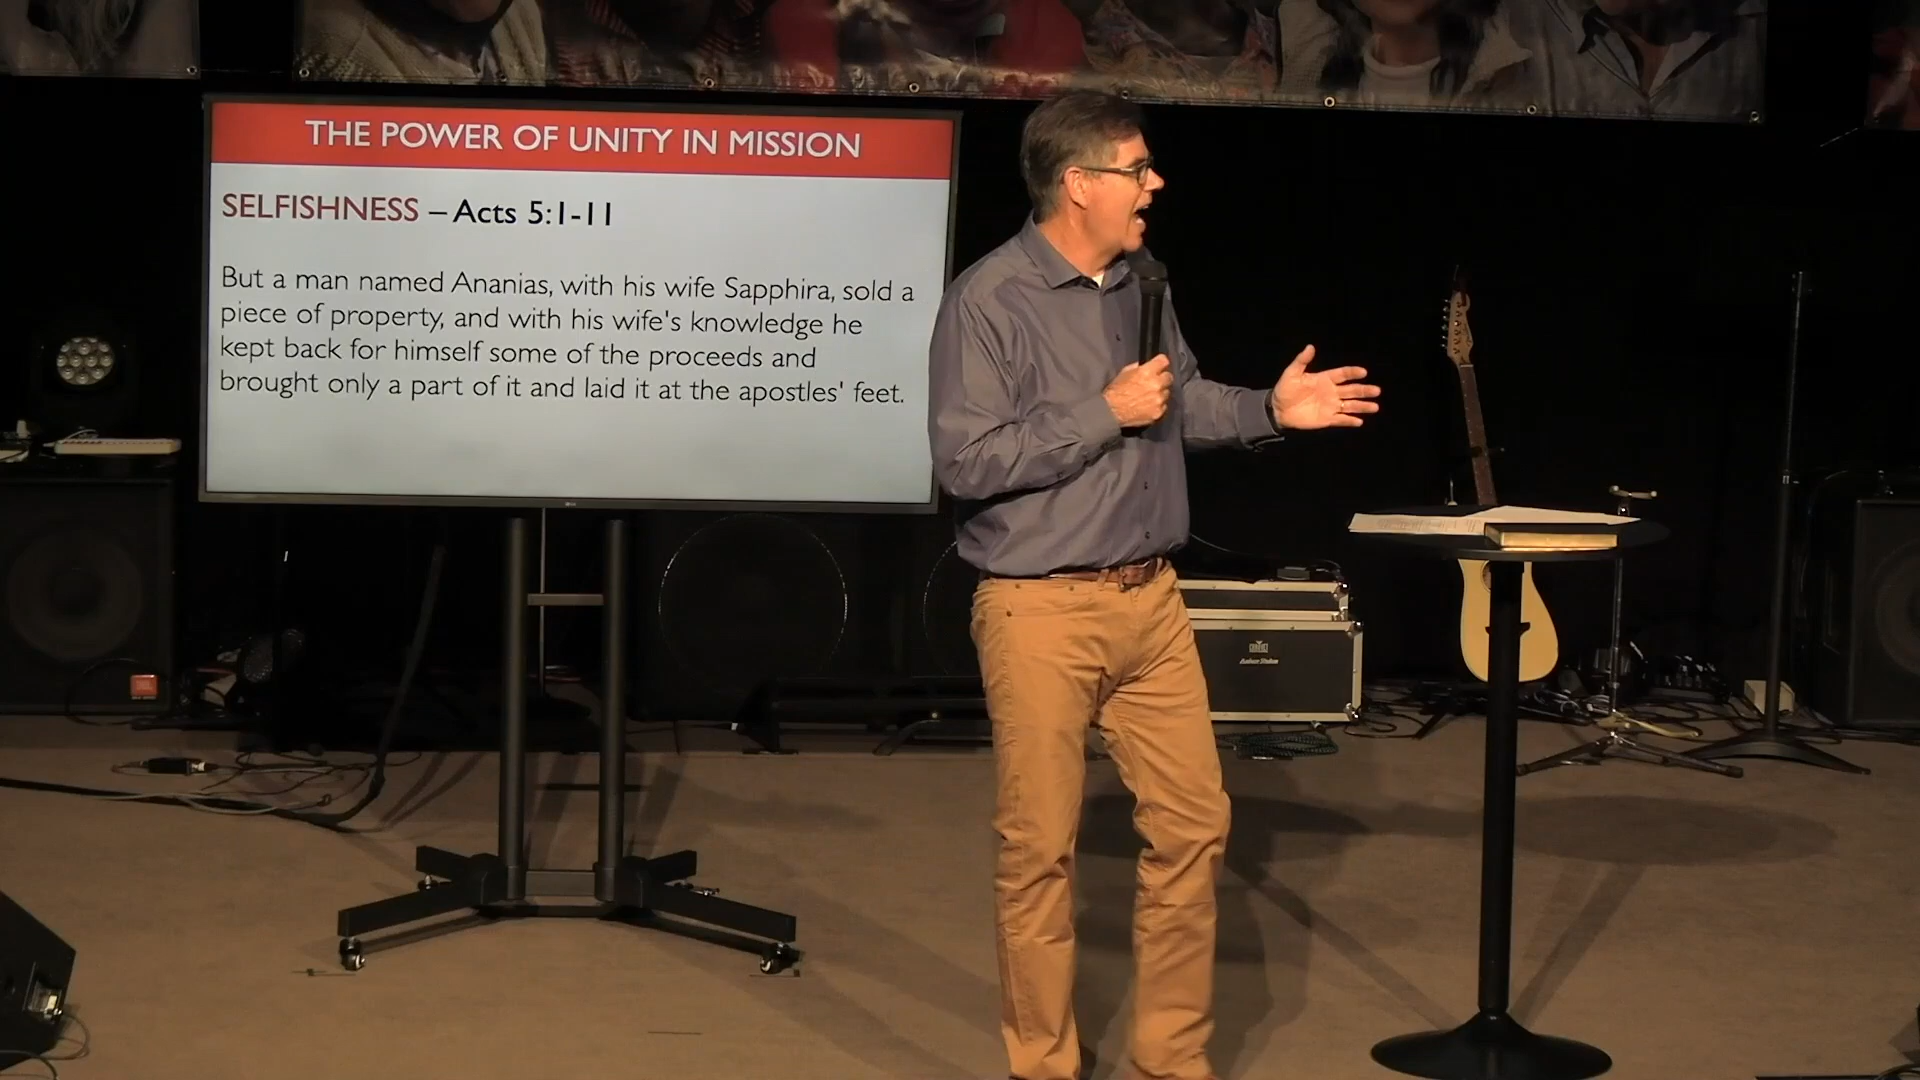 THE POWER OF UNITY IN MISSION
SELFISHNESS – Acts 5:1-11
But a man named Ananias, with his wife Sapphira, sold a
piece of property, and with his wife's knowledge he
kept back for himself some of the proceeds and
brought only a part of it and laid it at the apostles' feet.
CHAUVET
JBL